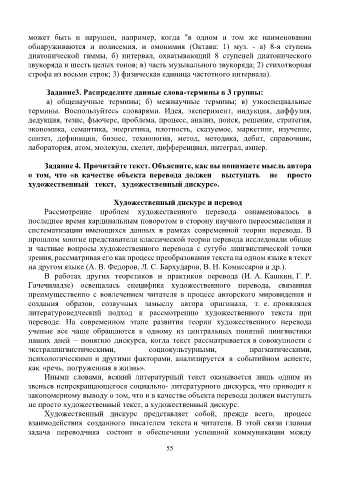 может быть и нарушен, например, когда "в одном и том же наименовании
обнаруживаются и полисемия, и омонимия (Октава: 1) муз. - а) 8-я ступень
диатонической гаммы, б) интервал, охватывающий 8 ступеней диатонического
звукоряда и шесть целых тонов; в) часть музыкального звукоряда; 2) стихотворная
строфа из восьми строк; 3) физическая единица частотного интервала).
Задание3. Распределите данные слова-термины в 3 группы:
а) общенаучные термины; б) межнаучные термины; в) узкоспециальные
термины. Воспользуйтесь словарями. Идея, эксперимент, индукция, диффузия,
дедукция, тезис, фьючерс, проблема, процесс, анализ, поиск, решение, стратегия,
экономика, семантика, энергетика, плотность, сказуемое, маркетинг, изучение,
синтез, дефиниция, бизнес, технология, метод, методика, дебит, справочник,
лаборатория, атом, молекула, скелет, дифференциал, интеграл, ампер.
Задание 4. Прочитайте текст. Объясните, как вы понимаете мысль автора
о том, что «в качестве объекта перевода должен выступать не просто
художественный текст, художественный дискурс».
Художественный дискурс и перевод
Рассмотрение проблем художественного перевода ознаменовалось в
последнее время кардинальным поворотом в сторону научного переосмысления и
систематизации имеющихся данных в рамках современной теории перевода. В
прошлом многие представители классической теории перевода исследовали общие
и частные вопросы художественного перевода с сугубо лингвистической точки
зрения, рассматривая его как процесс преобразования текста на одном языке в текст
на другом языке (А. В. Федоров, Л. С. Бархударов, В. Н. Комиссаров и др.).
В работах других теоретиков и практиков перевода (И. А. Кашкин, Г. Р.
Гачечиладзе) освещалась специфика художественного перевода, связанная
преимущественно с вовлечением читателя в процесс авторского мировидения и
создания образов, созвучных замыслу автора оригинала, т. е. проявлялся
литературоведческий подход к рассмотрению художественного текста при
переводе. На современном этапе развития теории художественного перевода
ученые все чаще обращаются к одному из центральных понятий лингвистики
наших дней – понятию дискурса, когда текст рассматривается в совокупности с
экстралингвистическими, социокультурными, прагматическими,
психологическими и другими факторами, анализируется в событийном аспекте,
как «речь, погруженная в жизнь».
Иными словами, всякий литературный текст оказывается лишь одним из
звеньев непрекращающегося социально- литературного дискурса, что приводит к
закономерному выводу о том, что и в качестве объекта перевода должен выступать
не просто художественный текст, а художественный дискурс.
Художественный дискурс представляет собой, прежде всего, процесс
взаимодействия созданного писателем текста и читателя. В этой связи главная
задача переводчика состоит в обеспечении успешной коммуникации между
55